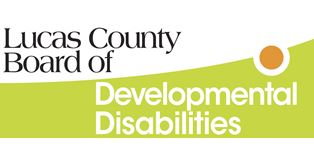 Lucas County
Board of
Developmental
Disabilities